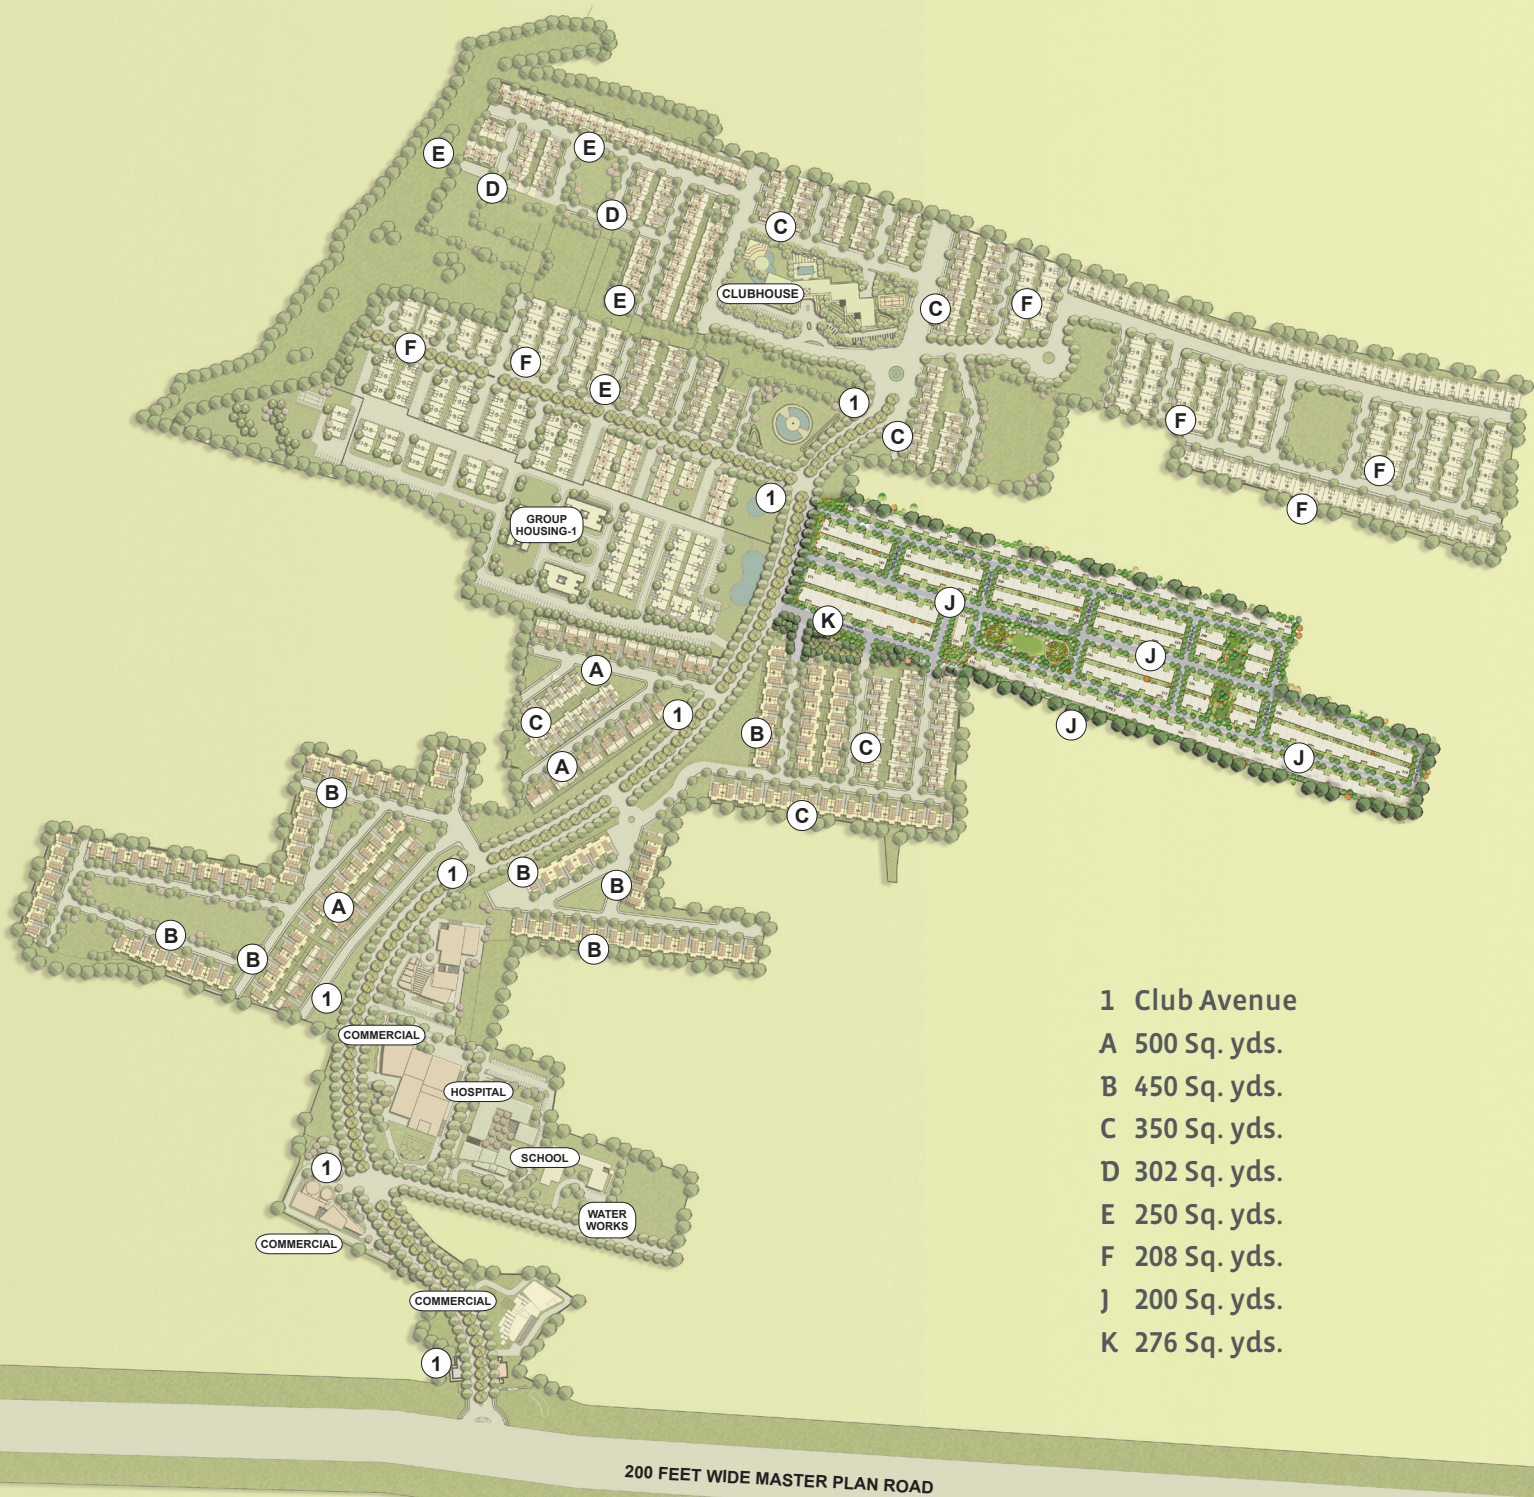 E
E
D
D
C
CLUBHOUSE
E
C
F
F
F
E
1
C
F
F
F
1
GROUP
HOUSING-1
J
K
J
A
C
1
B
J
C
J
A
B
C
1
B
B
A
B
B
B
1
COMMERCIAL
HOSPITAL
SCHOOL
1
WATER
WORKS
COMMERCIAL
COMMERCIAL
1
1 Club Avenue
A 500 Sq. yds.
B 450 Sq. yds.
C 350 Sq. yds.
D 302 Sq. yds.
E 250 Sq. yds.
F 208 Sq. yds.
J 200 Sq. yds.
K 276 Sq. yds.
200 FEET WIDE MASTER PLAN ROAD